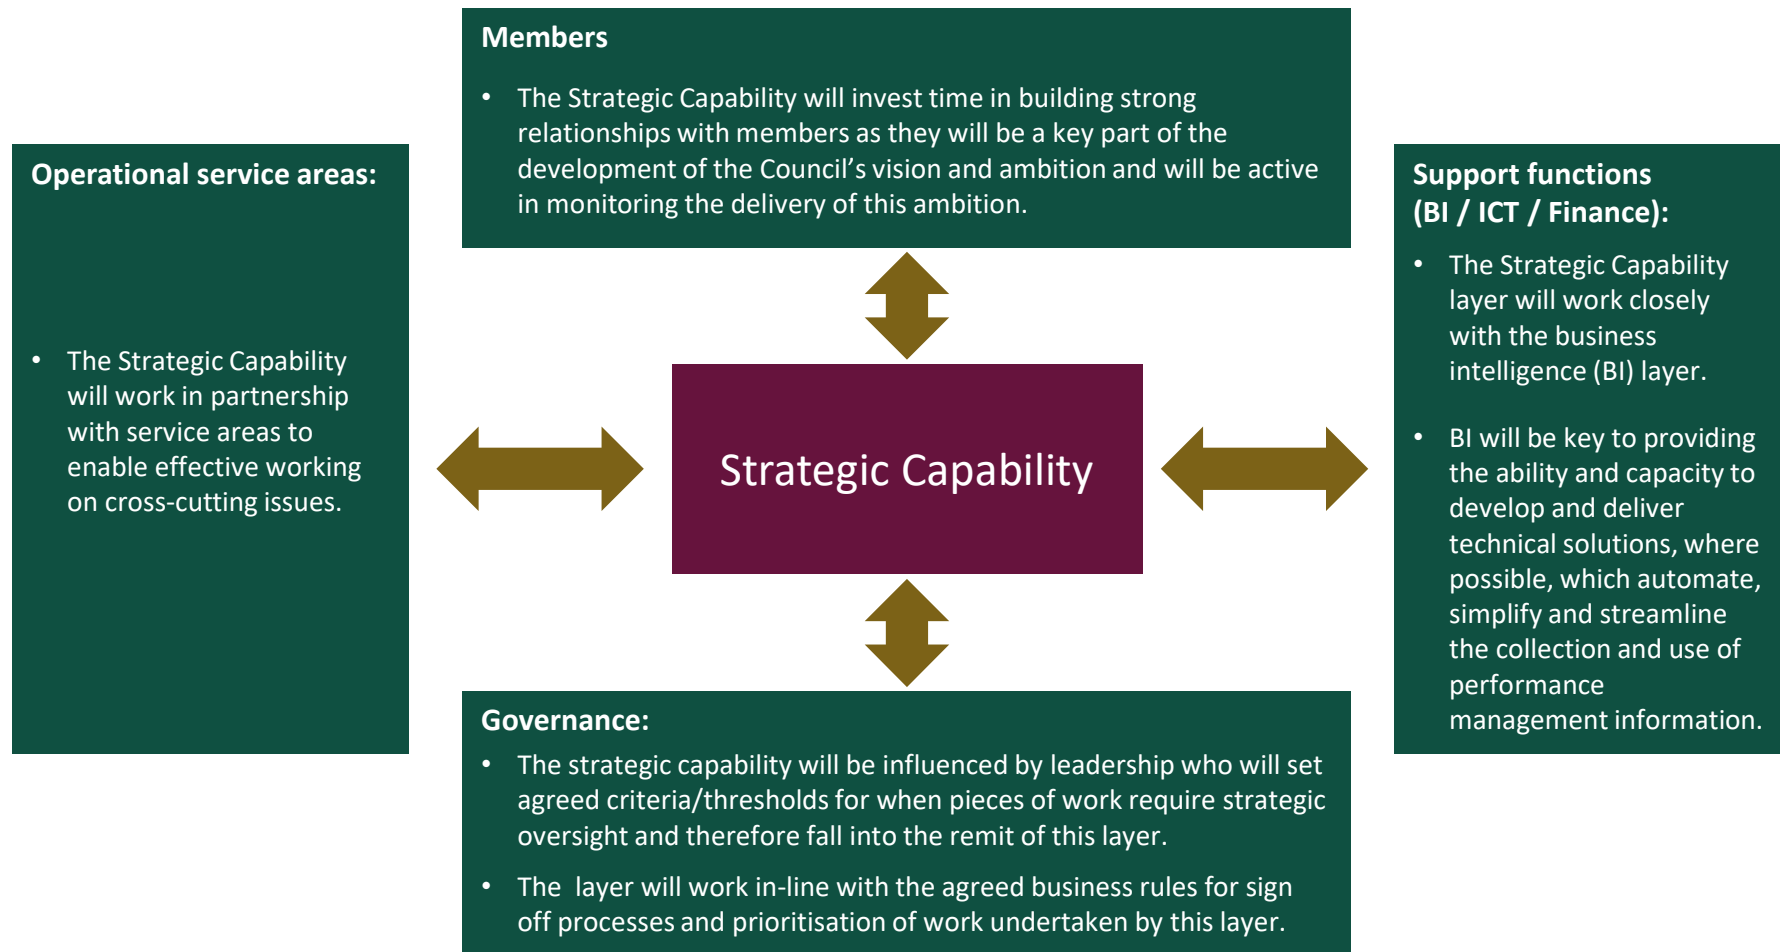 Members
• The Strategic Capability will invest time in building strong
relationships with members as they will be a key part of the
development of the Council’s vision and ambition and will be active
in monitoring the delivery of this ambition.
Operational service areas:
• The Strategic Capability
will work in partnership
with service areas to
enable effective working
on cross-cutting issues.
Strategic Capability
Support functions
(BI / ICT / Finance):
• The Strategic Capability
layer will work closely
with the business
intelligence (BI) layer.
• BI will be key to providing
the ability and capacity to
develop and deliver
technical solutions, where
possible, which automate,
simplify and streamline
the collection and use of
performance
management information.
Governance:
• The strategic capability will be influenced by leadership who will set
agreed criteria/thresholds for when pieces of work require strategic
oversight and therefore fall into the remit of this layer.
• The  layer will work in-line with the agreed business rules for sign
off processes and prioritisation of work undertaken by this layer.